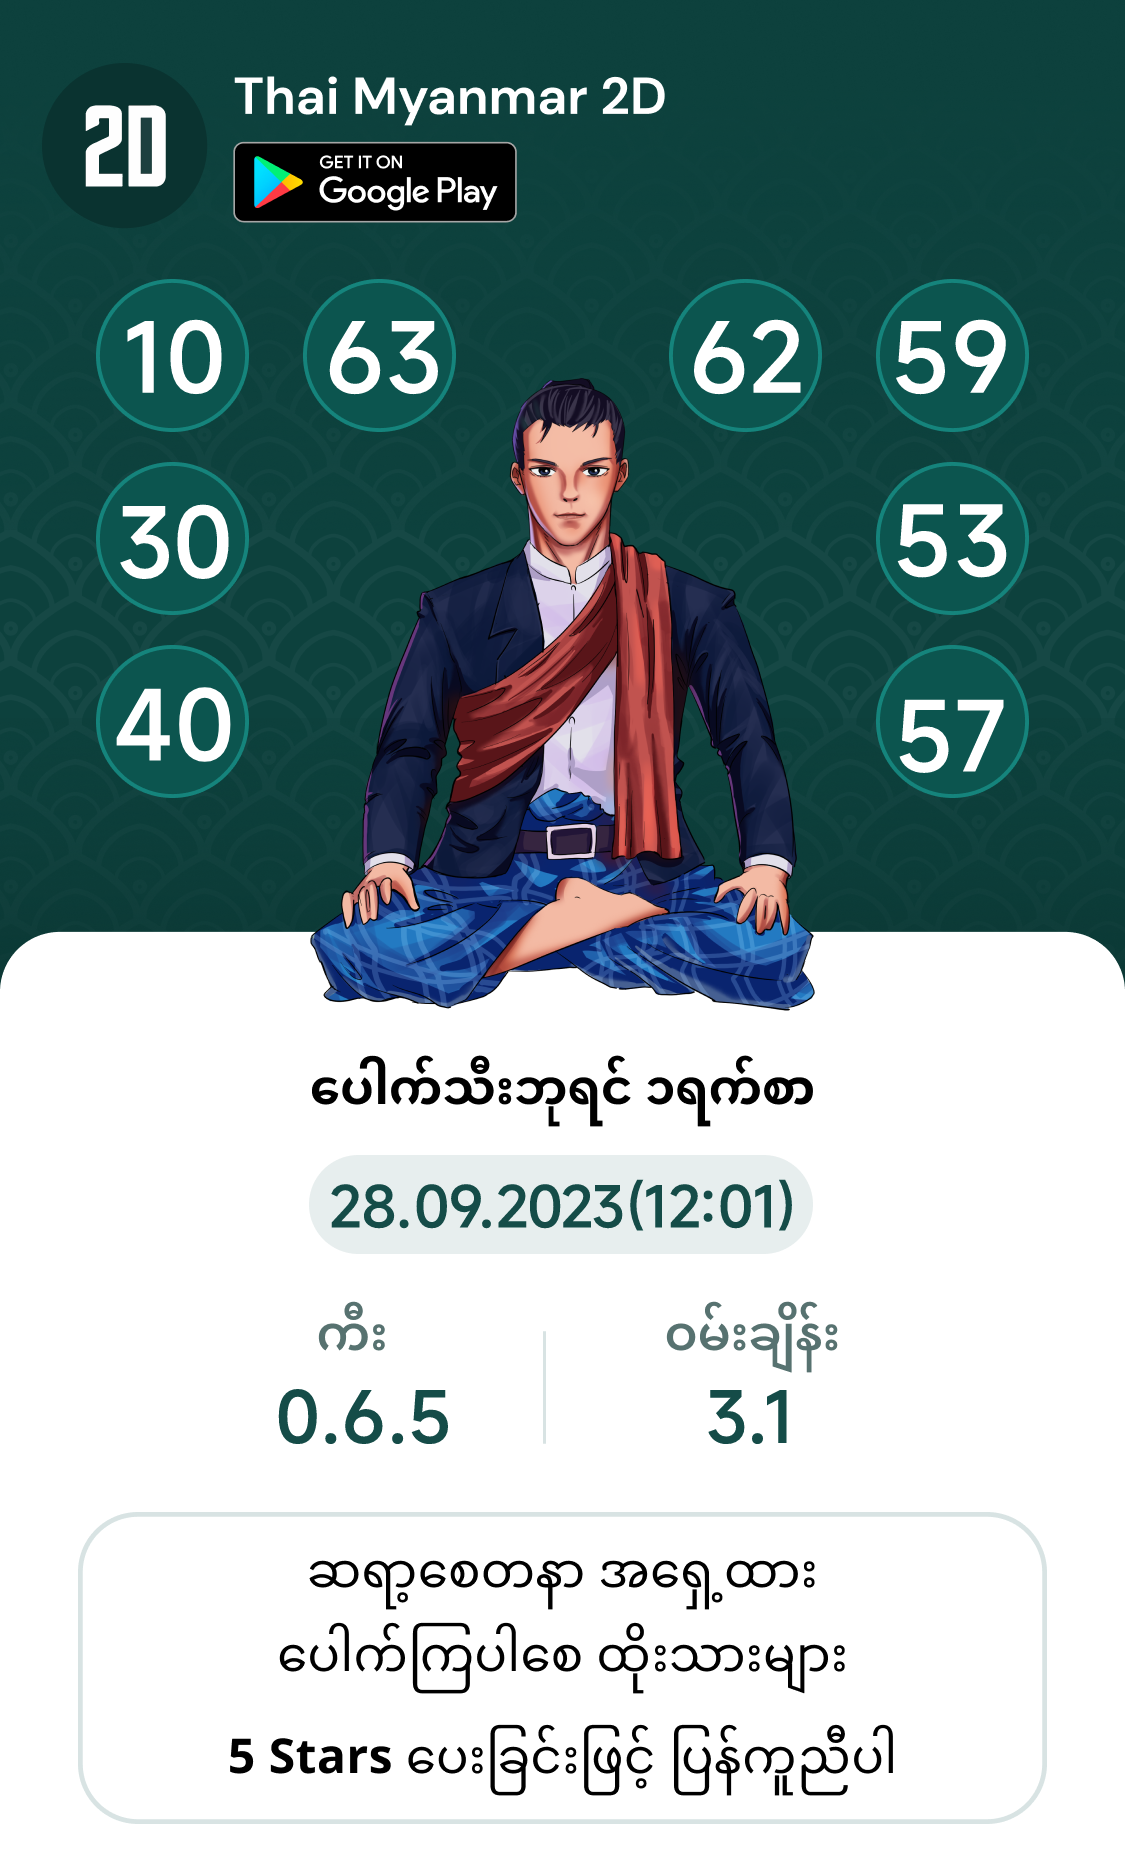 2D
Thai Myanmar 2D
GET IT ON
Google Play
10 63 62 59
30 53
40 57
ပေါက်သီးဘုရင် ၁ရက်စာ
28.09.2023(12:01)
ကီး ဝမ်းချိန်း
0.6.5 3.1
ဆရာ့စေတနာ အရှေ့ထား
ပေါက်ကြပါစေ ထိုးသားများ
5 Stars ပေးခြင်းဖြင့် ပြန်ကူညီပါ